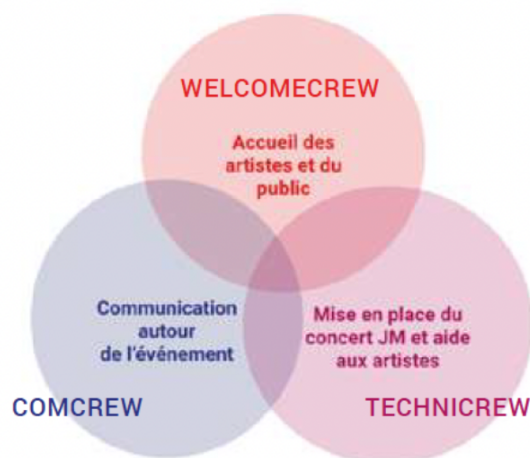 WELCOMECREW
Accueil des
artistes et du
public
Communication
autour
de l'événement
Mise en place du
concert JM et aide
aux artistes
COMCREW
TECHNICREW